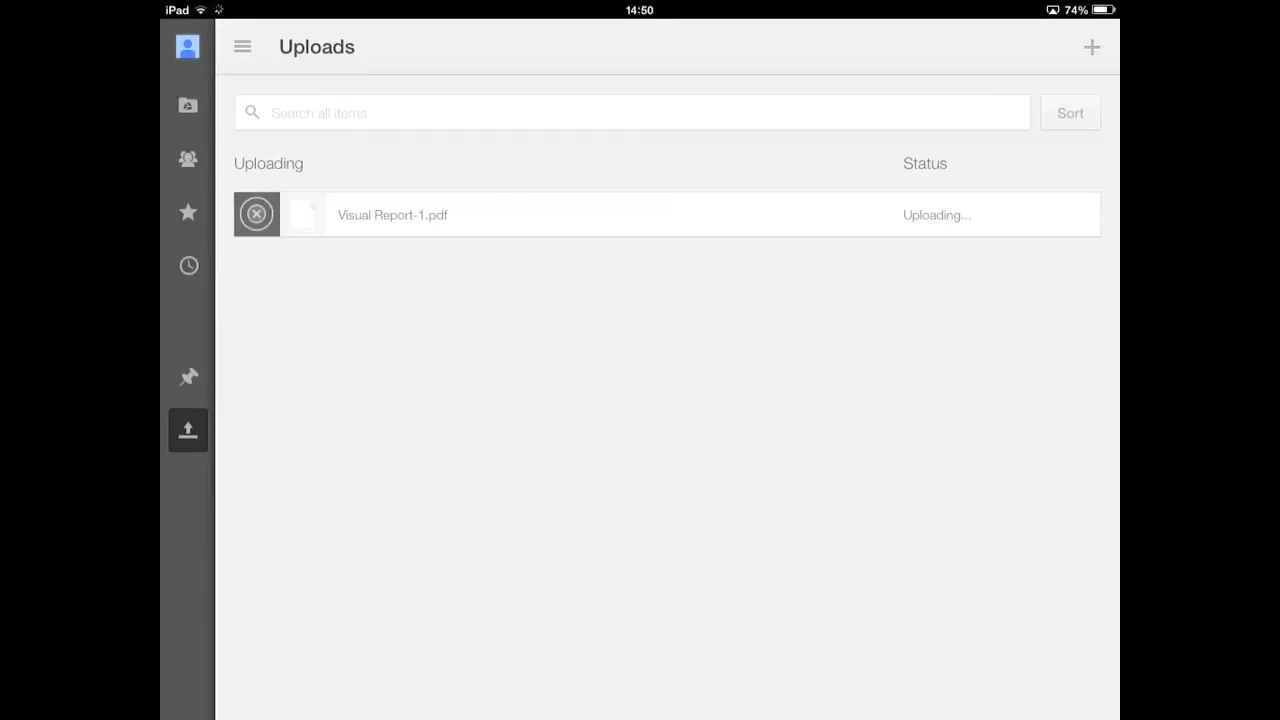 iPad 14:50 74%
Uploads
Search all items Sort
Uploading Status
Visual Report-1.pdf Uploading...